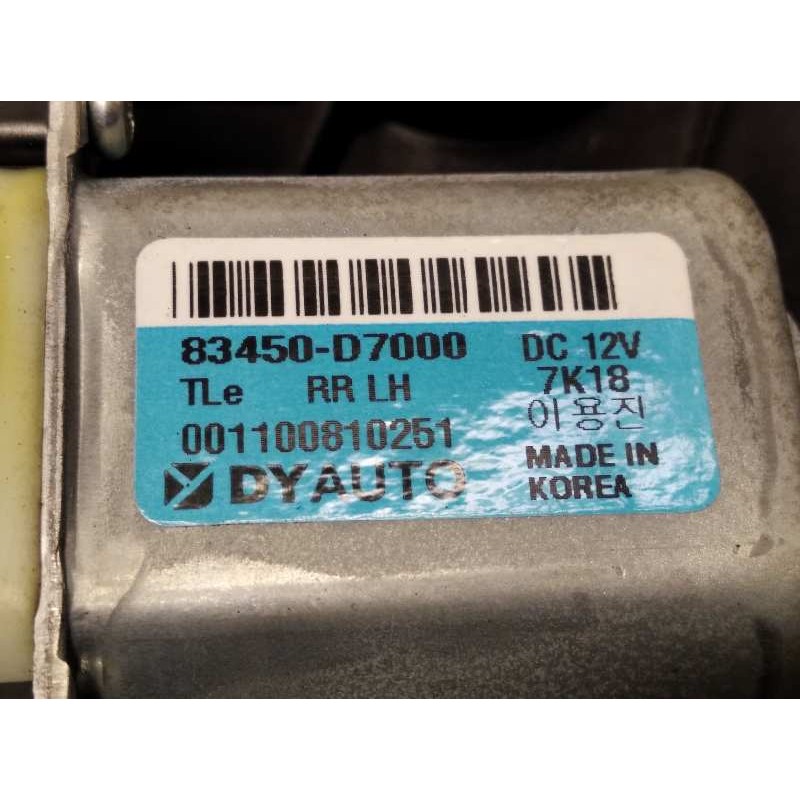 83450-D7000 DC 12V
TLe RR LH 7K18
이용진
001100810251
MADE IN
DYAUTO KOREA